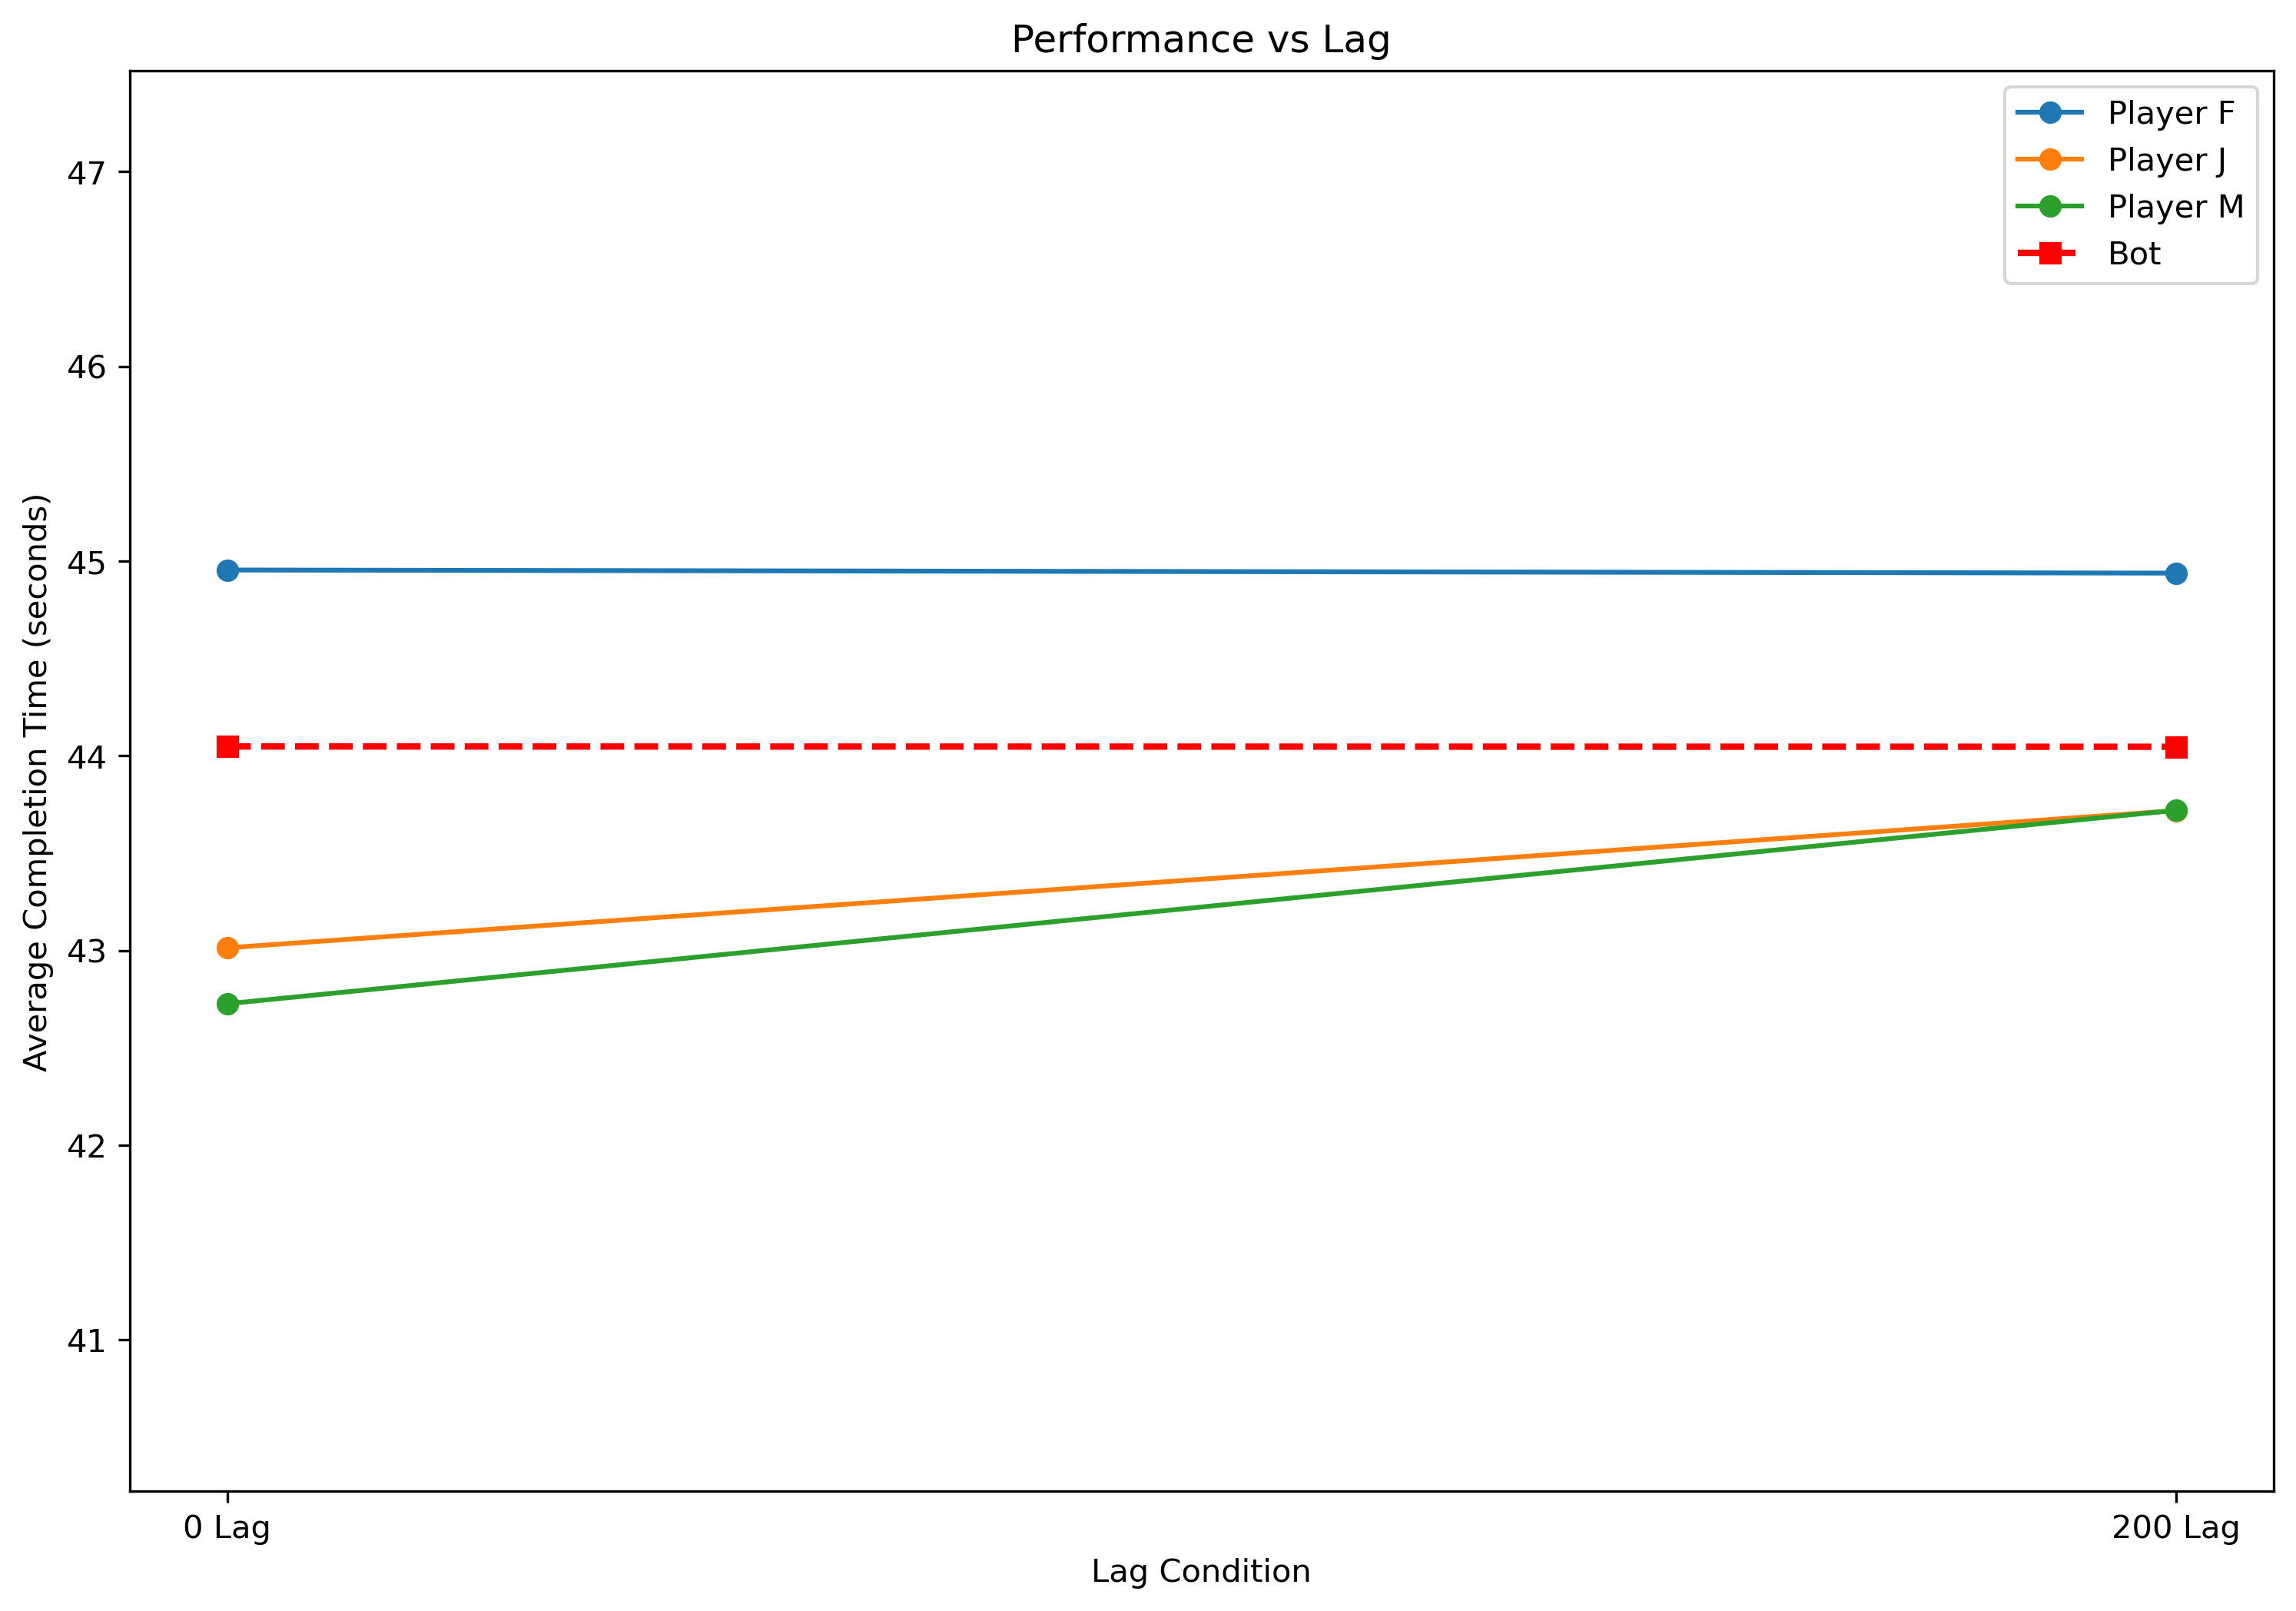 Performance vs Lag
Player F
Player J
Player M
Bot
47
46
45
44
43
42
41
Average Completion Time (seconds)
0 Lag
200 Lag
Lag Condition